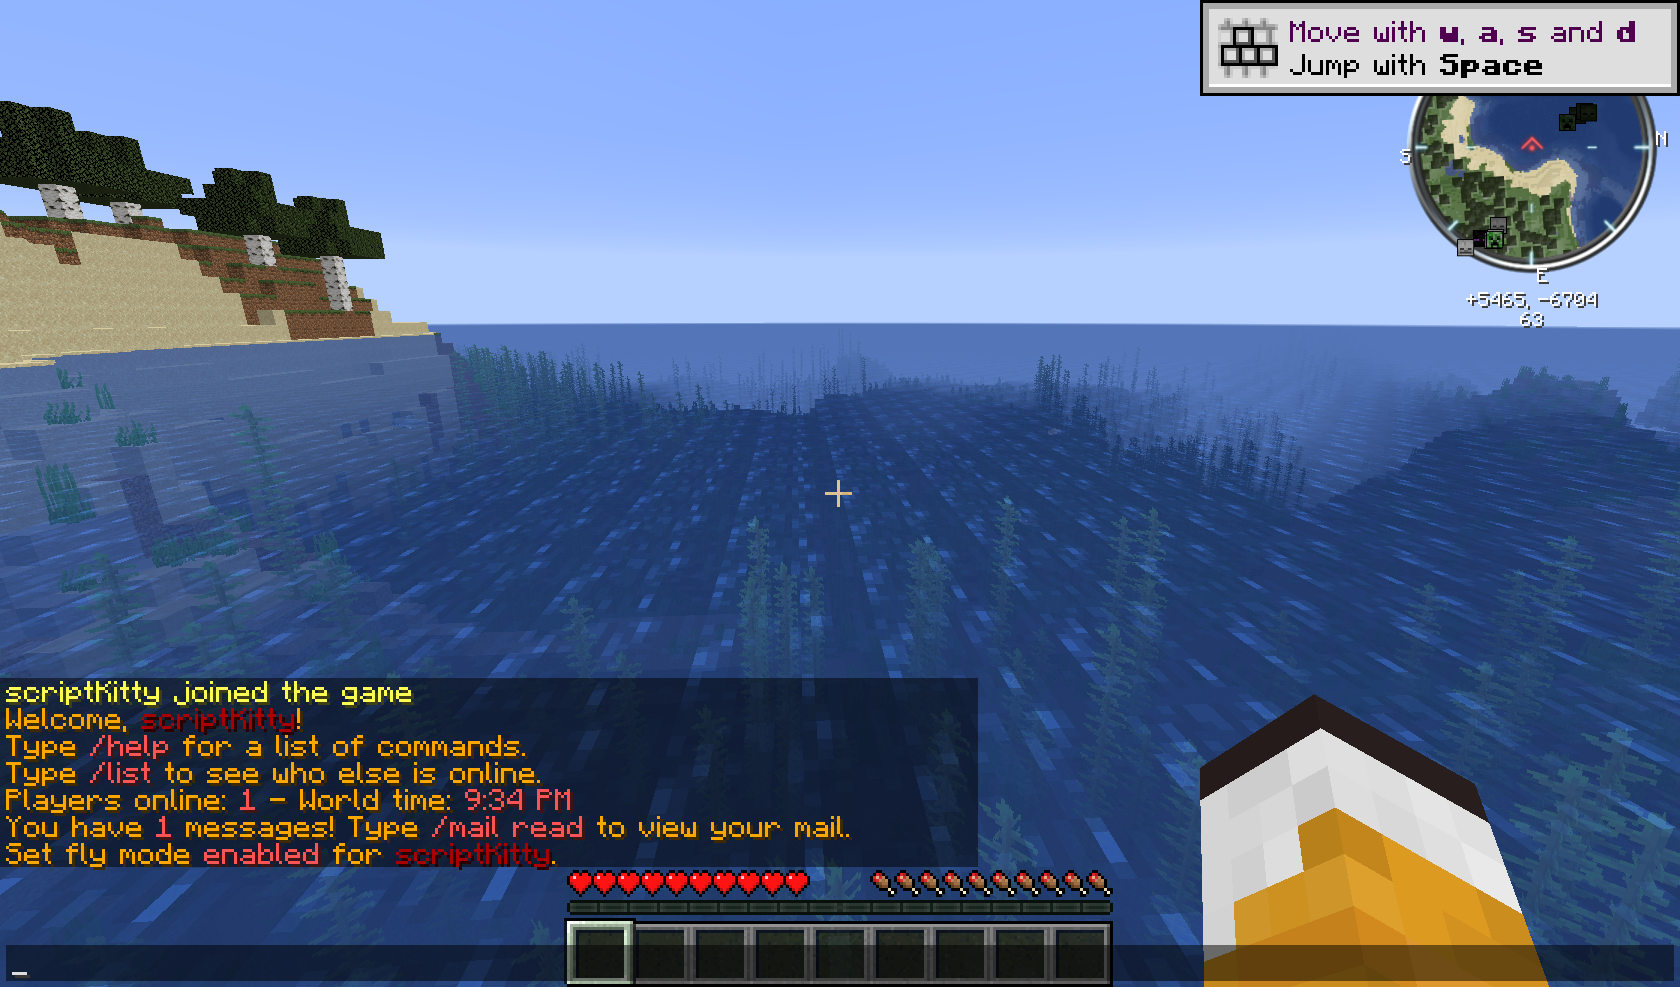 Move with w, a, s and d
Jump with Space
S
N
E
+5465, -6704
63
scriptKitty joined the game
Welcome, scriptKitty!
Type /help for a list of commands.
Type /list to see who else is online.
Players online: 1 - World time: 9:34 PM
You have 1 messages! Type /mail read to view your mail.
Set fly mode enabled for scriptKitty.
_